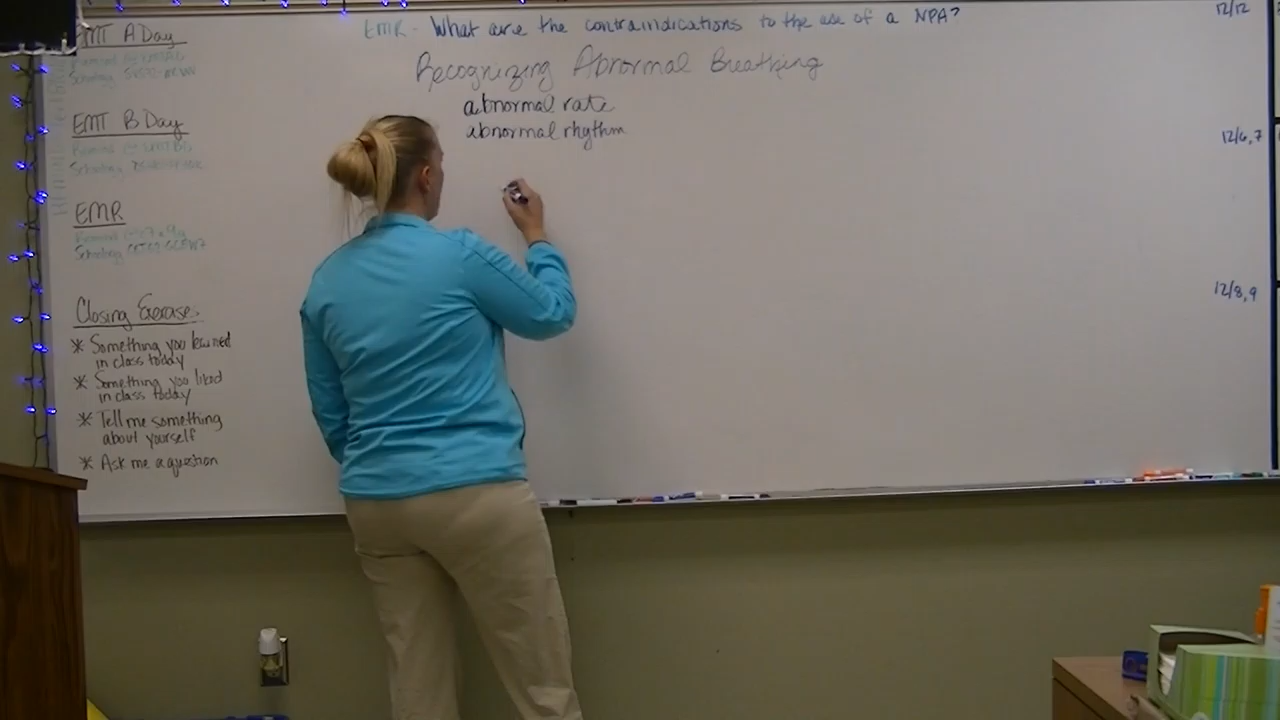 EMR - What are the contraindications to the use of a NPA?
Recognizing Abnormal Breathing
abnormal rate
abnormal rhythm
EMT A Day
EMT B Day
EMR
Closing Exercise
* Something you learned
in class today
* Something you liked
in class today
* Tell me something
about yourself
* Ask me a question
12/12
12/6,7
12/8,9